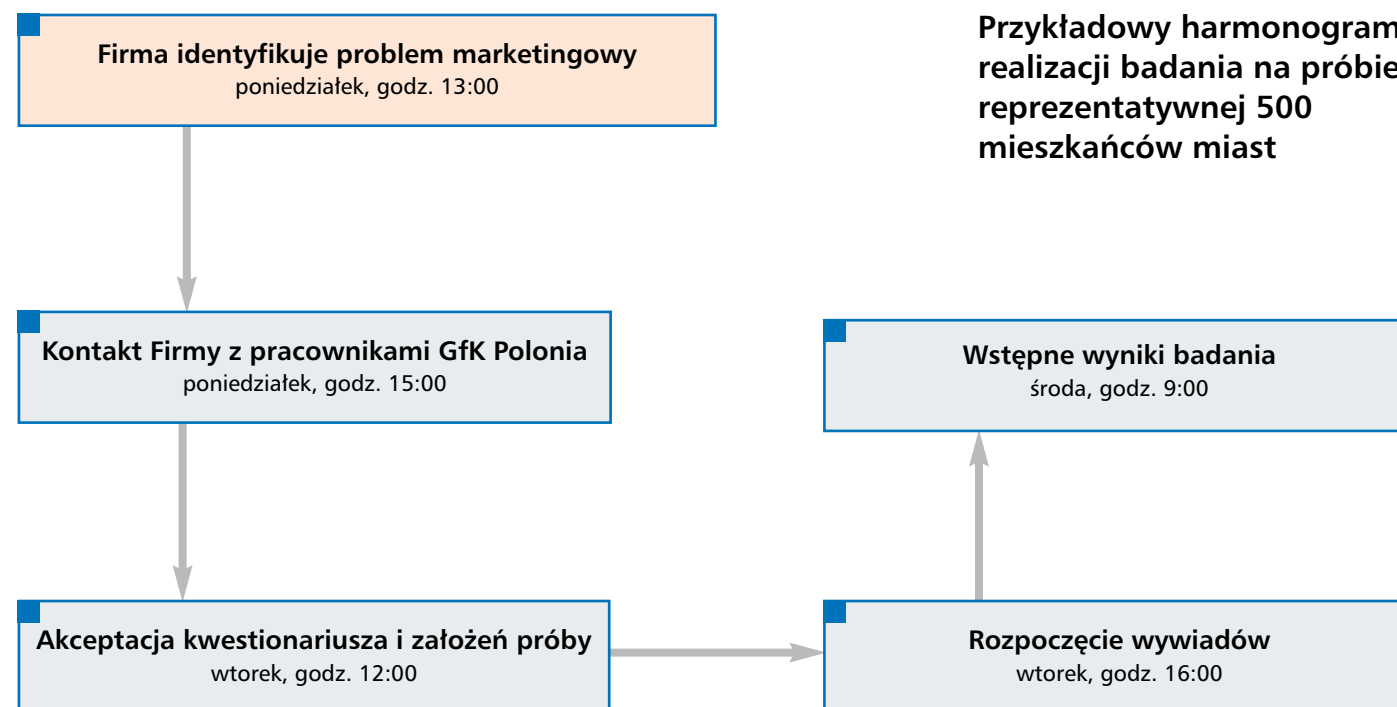 Przykładowy harmonogram
realizacji badania na próbie
reprezentatywnej 500
mieszkańców miast
Firma identyfikuje problem marketingowy
poniedziałek, godz. 13:00
Kontakt Firmy z pracownikami GfK Polonia
poniedziałek, godz. 15:00
Akceptacja kwestionariusza i założeń próby
wtorek, godz. 12:00
Rozpoczęcie wywiadów
wtorek, godz. 16:00
Wstępne wyniki badania
środa, godz. 9:00